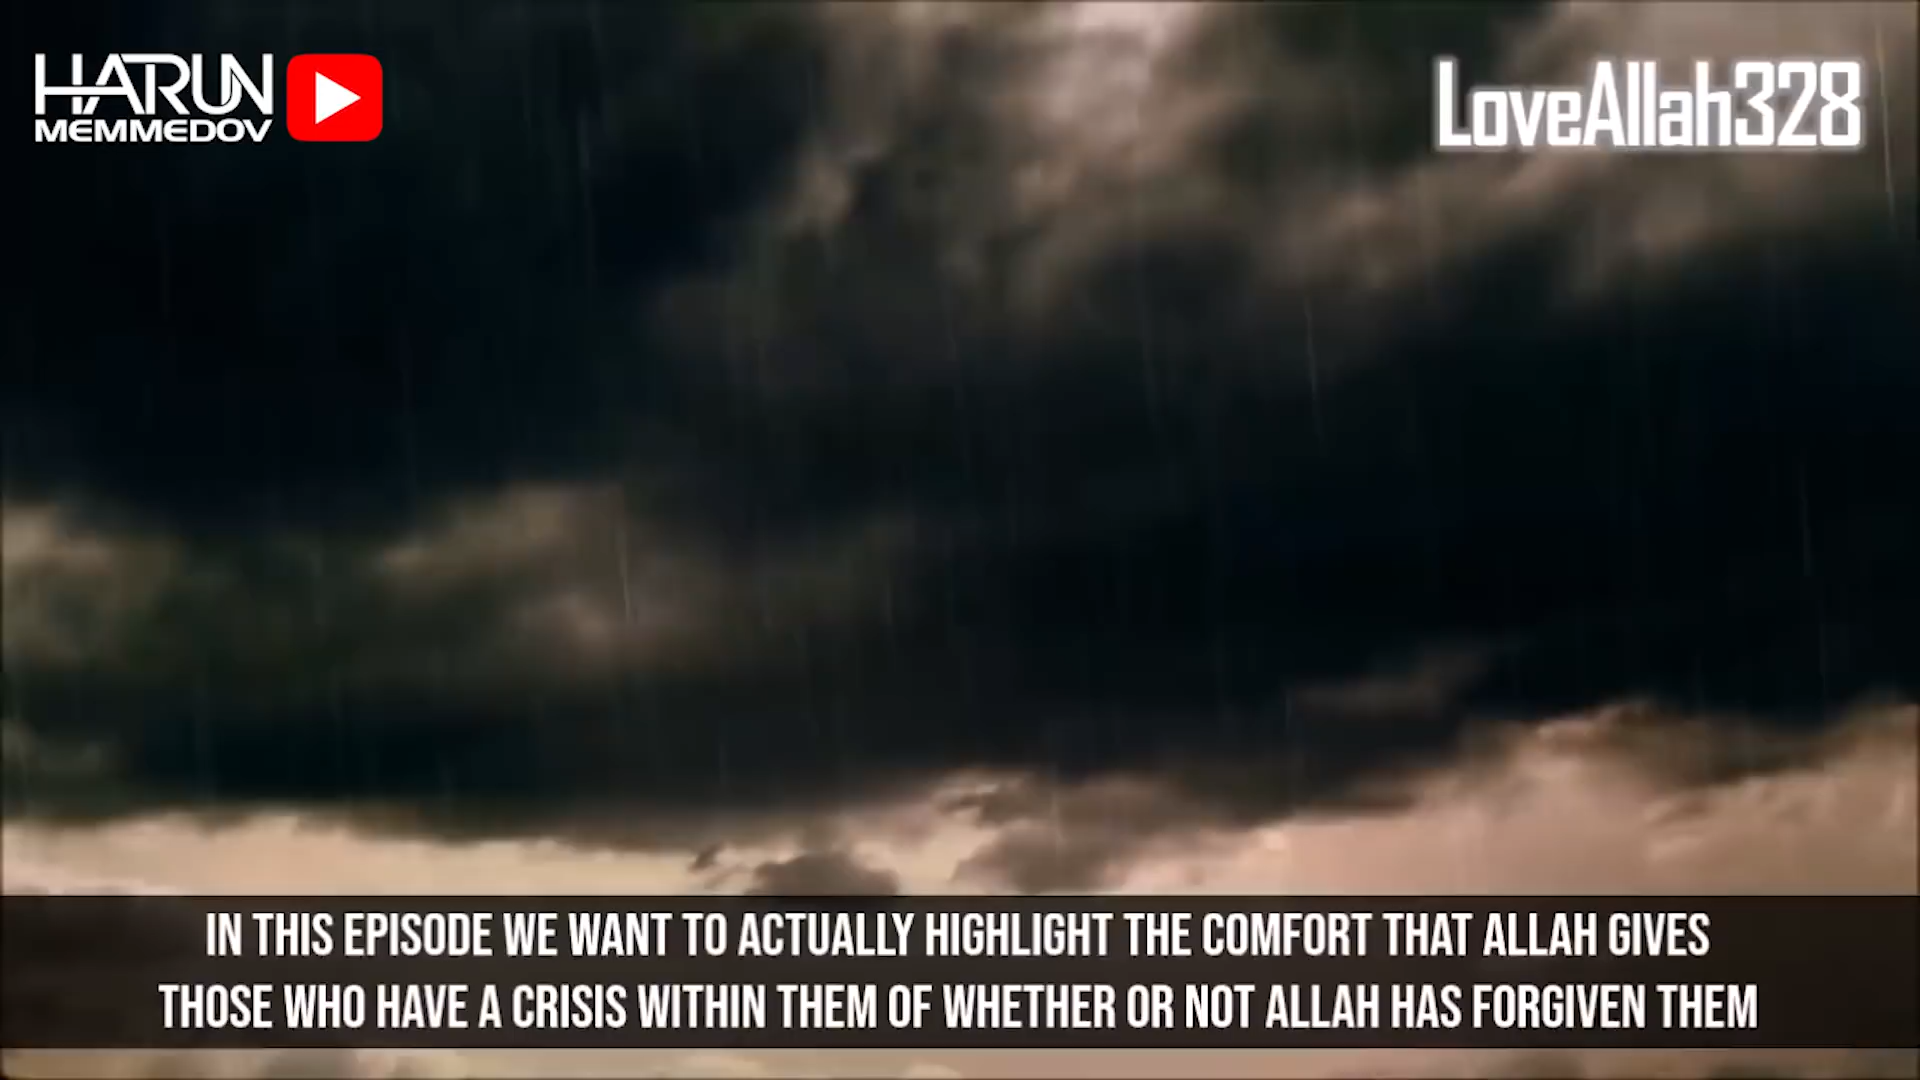 HARUN
MEMMEDOV
LoveAllah328
IN THIS EPISODE WE WANT TO ACTUALLY HIGHLIGHT THE COMFORT THAT ALLAH GIVES
THOSE WHO HAVE A CRISIS WITHIN THEM OF WHETHER OR NOT ALLAH HAS FORGIVEN THEM